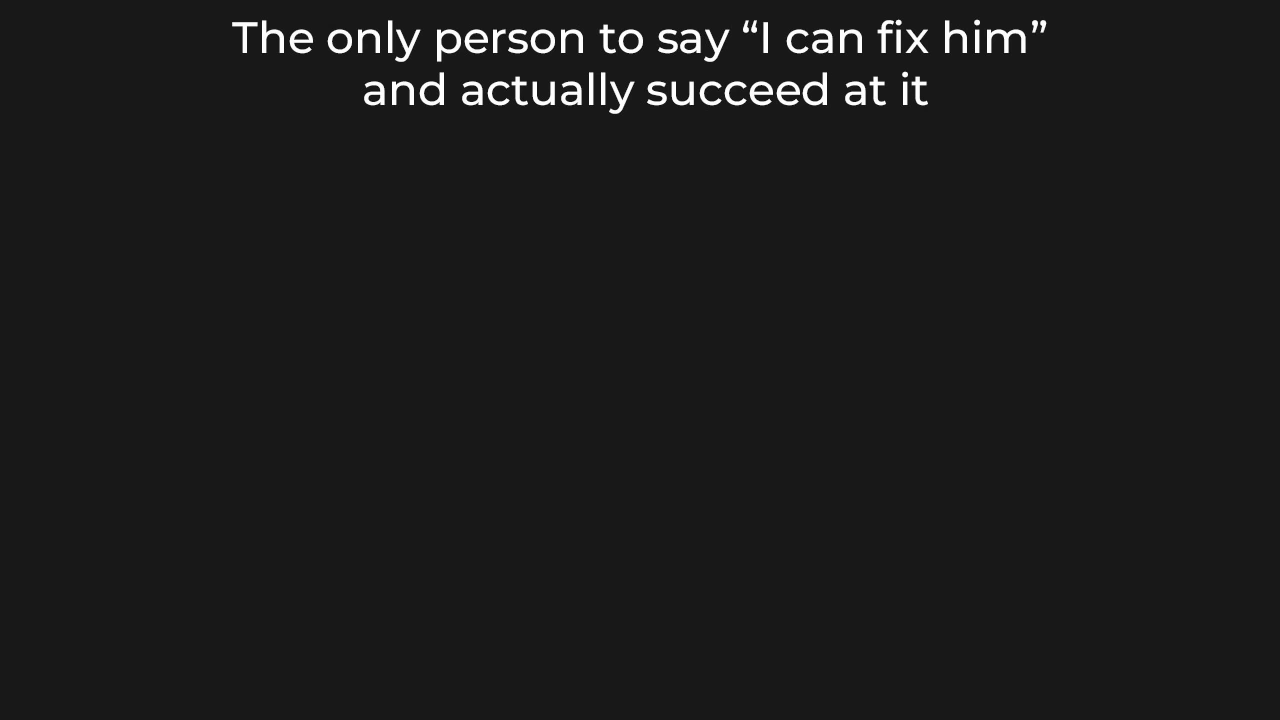 The only person to say “I can fix him”
and actually succeed at it